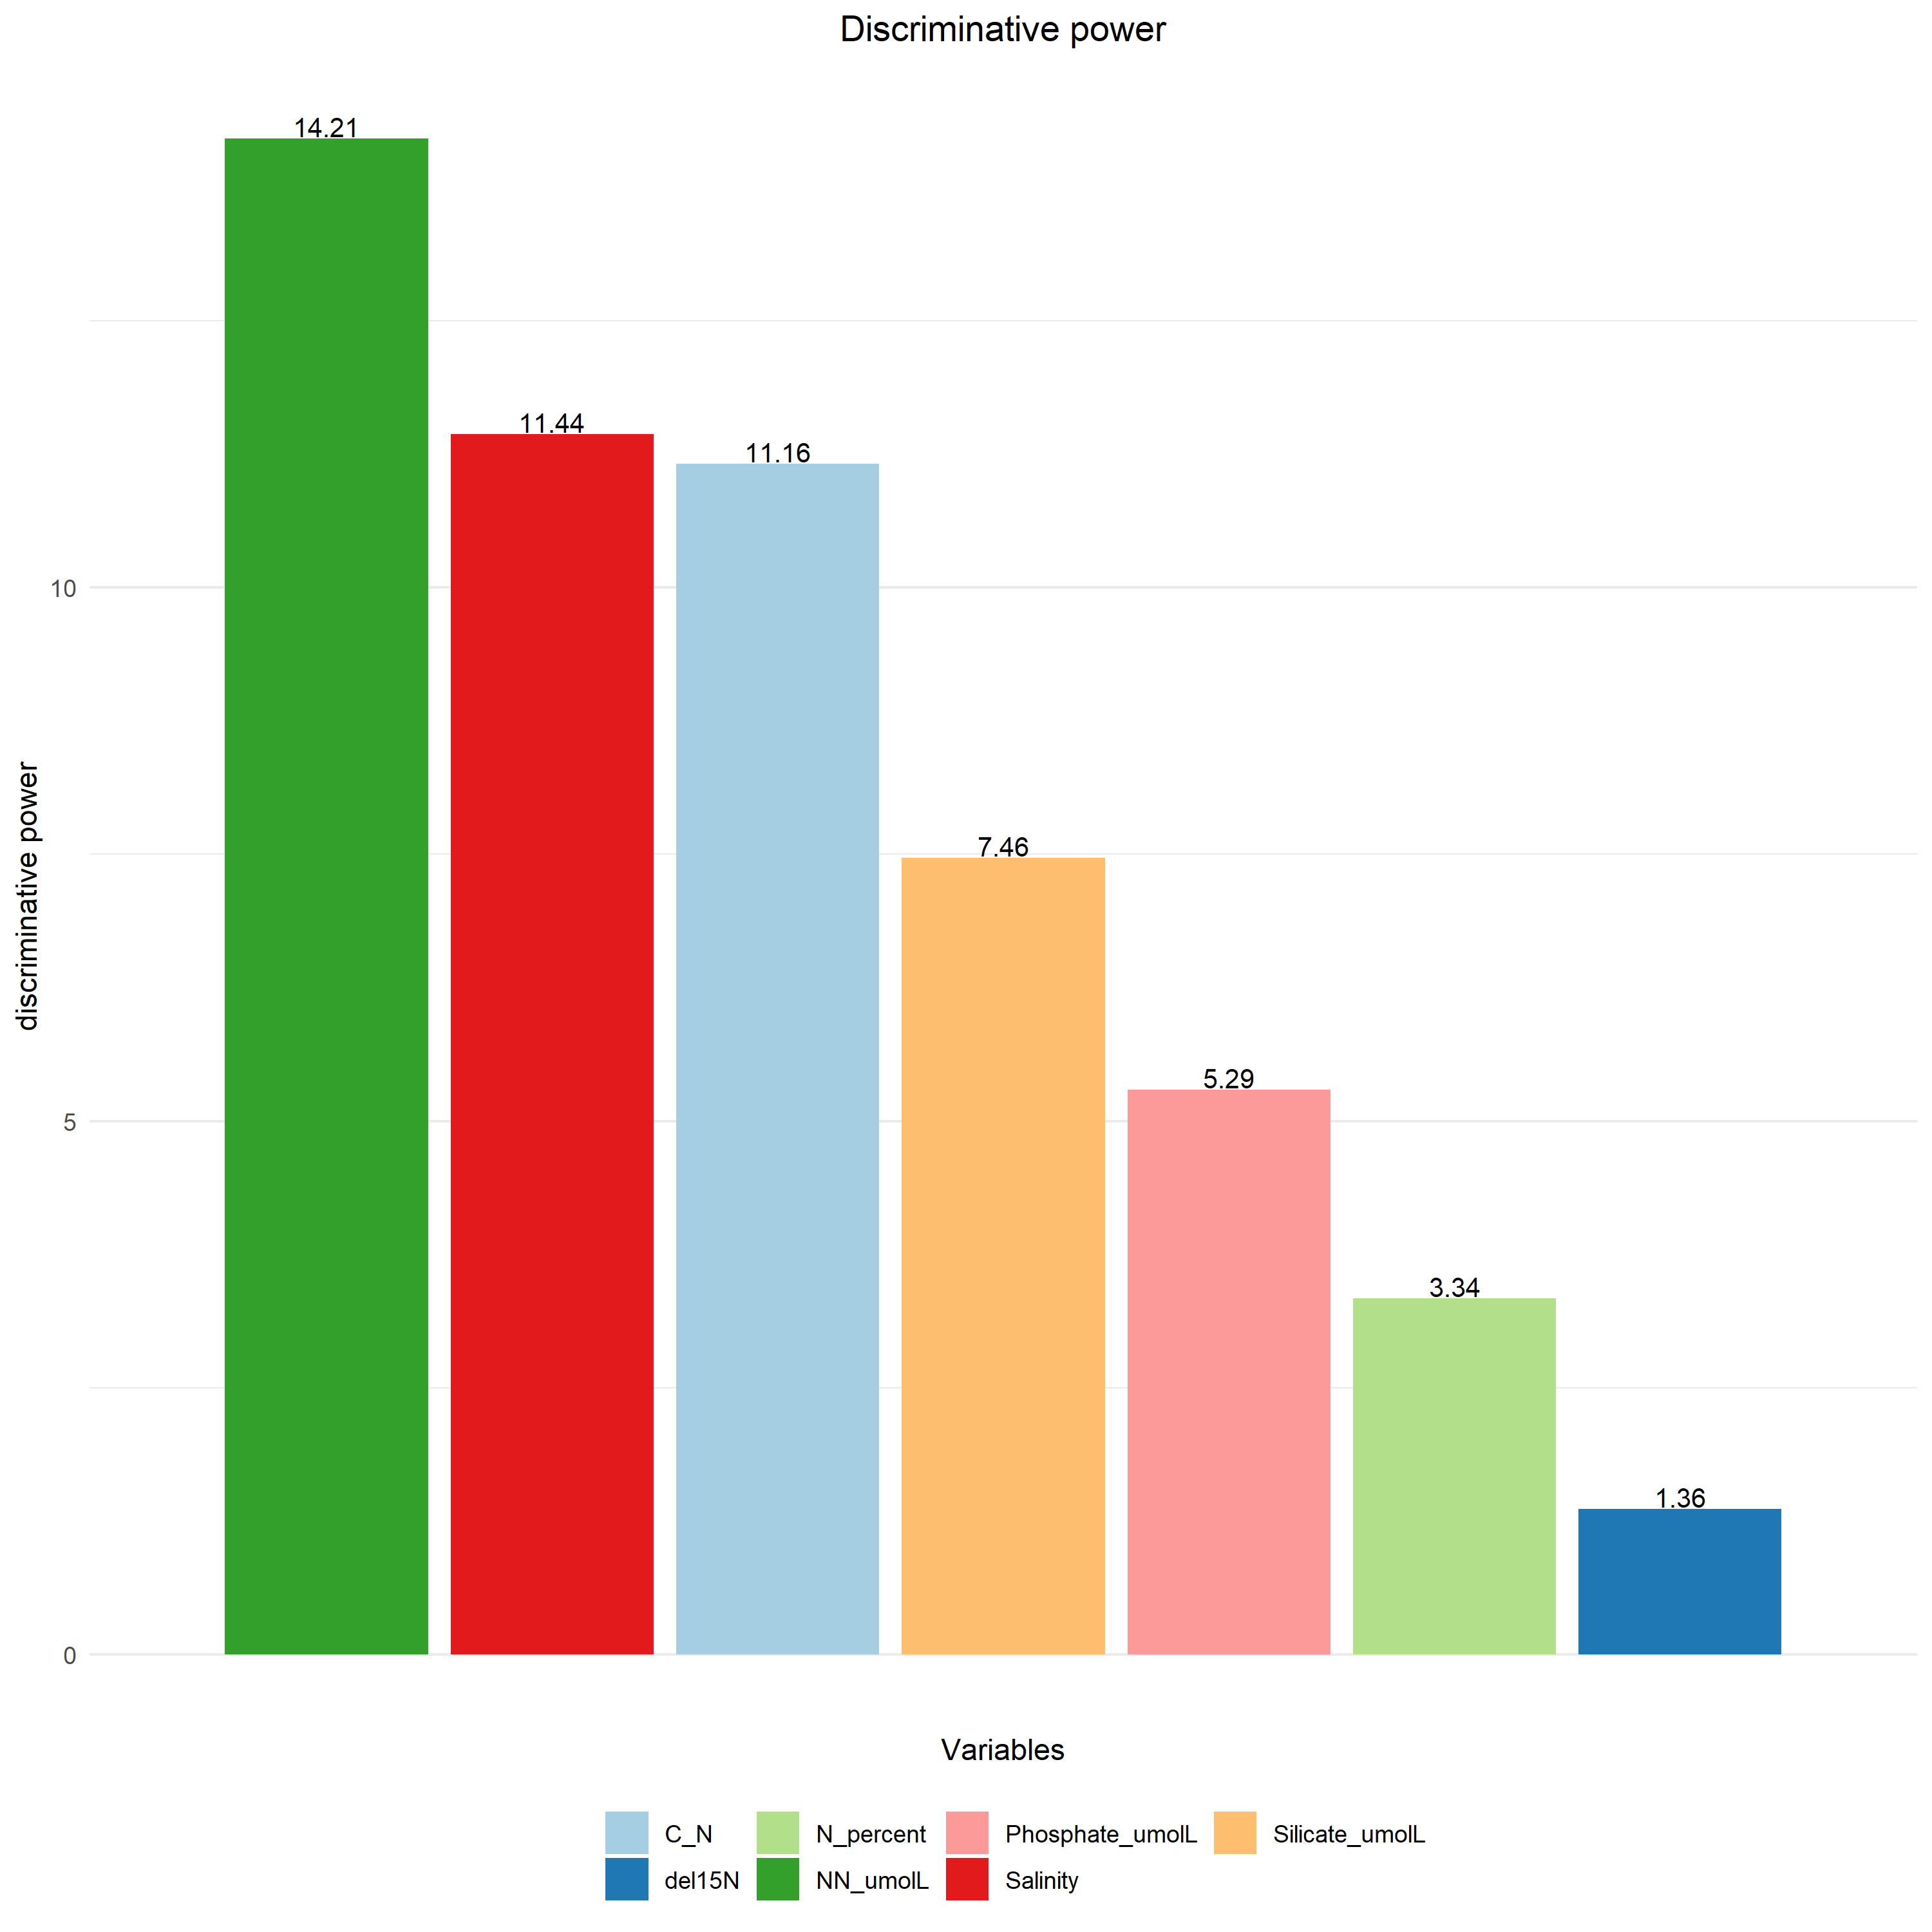 Discriminative power
14.21
11.44
11.16
10
7.46
discriminative power
5.29
5
3.34
1.36
0
Variables
C_N N_percent Phosphate_umolL Silicate_umolL
del15N NN_umolL Salinity